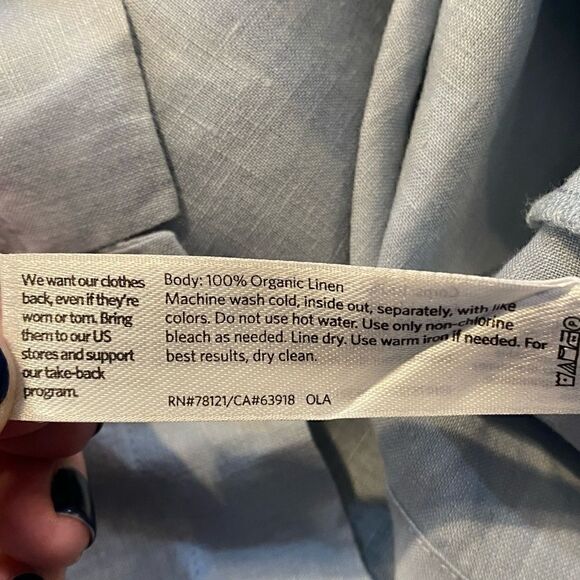 We want our clothes
back, even if they're
worn or torn. Bring
them to our US
stores and support
our take-back
program.
Body: 100% Organic Linen
Machine wash cold, inside out, separately, with like
colors. Do not use hot water. Use only non-chlorine
bleach as needed. Line dry. Use warm iron if needed. For
best results, dry clean.
RN#78121/CA#63918 OLA